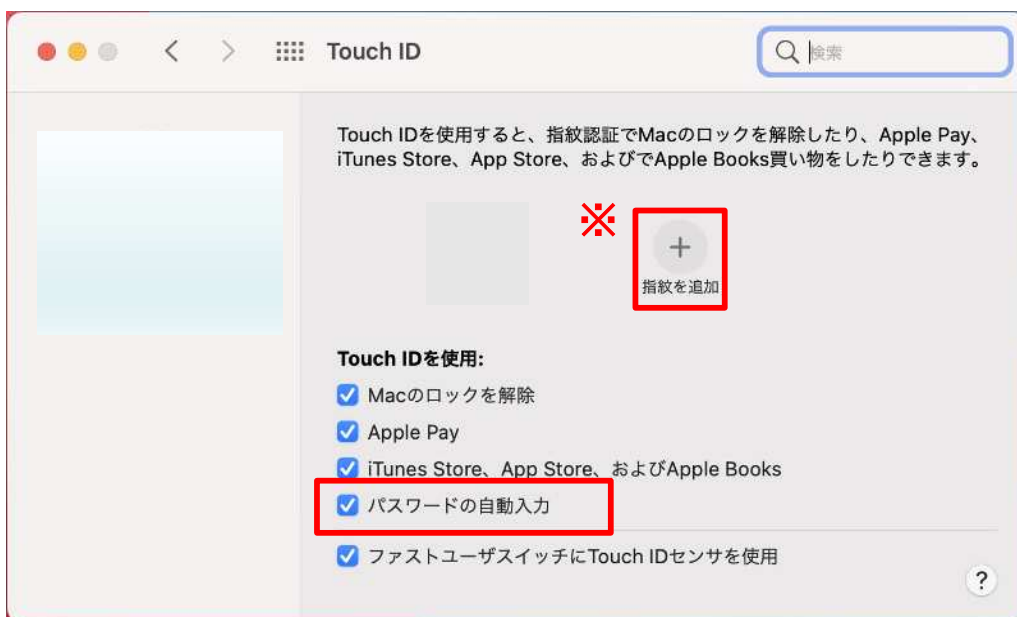 Touch ID
検索
Touch IDを使用すると、指紋認証でMacのロックを解除したり、Apple Pay、
iTunes Store、App Store、およびでApple Books買い物をしたりできます。
※
+
指紋を追加
Touch IDを使用:
Macのロックを解除
Apple Pay
iTunes Store、App Store、およびApple Books
パスワードの自動入力
ファストユーザスイッチにTouch IDセンサを使用
?